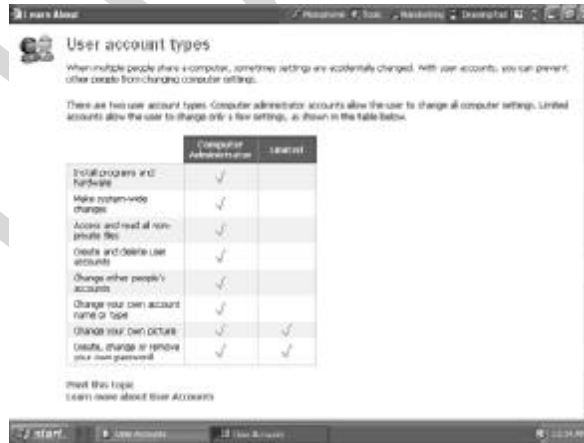 Learn About
User account types
When multiple people share a computer, sometimes settings are accidentally changed. With user accounts, you can prevent
other people from changing computer settings.
There are two user account types. Computer administrator accounts allow the user to change all computer settings. Limited
accounts allow the user to change only a few settings, as shown in the table below.
Computer
Administrator
Limited
Install programs and
hardware
Make system-wide
changes
Access and read all non-
private files
Create and delete user
accounts
Change other people's
accounts
Change your own account
name or type
Change your own picture
Create, change or remove
your own password
Print this topic
Learn more about User Accounts
start
User Accounts
User Accounts